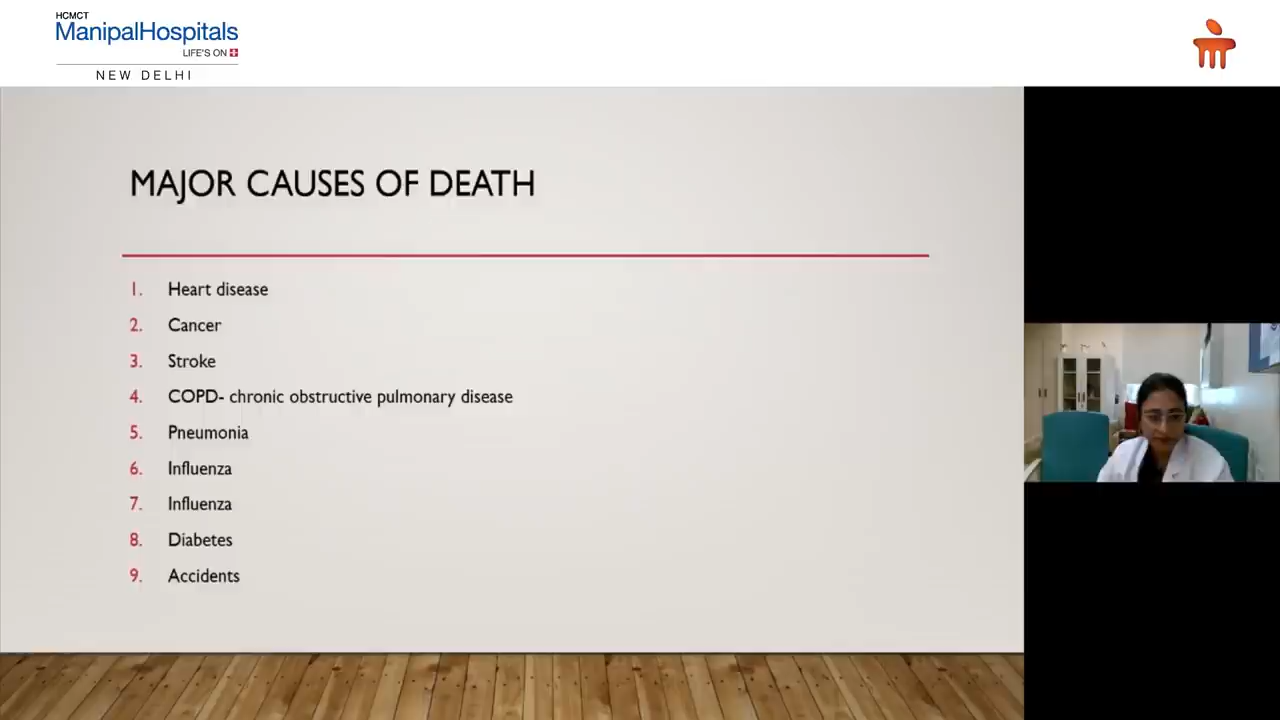 HCMCT
ManipalHospitals
LIFE'S ON
NEW DELHI
MAJOR CAUSES OF DEATH
1. Heart disease
2. Cancer
3. Stroke
4. COPD- chronic obstructive pulmonary disease
5. Pneumonia
6. Influenza
7. Influenza
8. Diabetes
9. Accidents